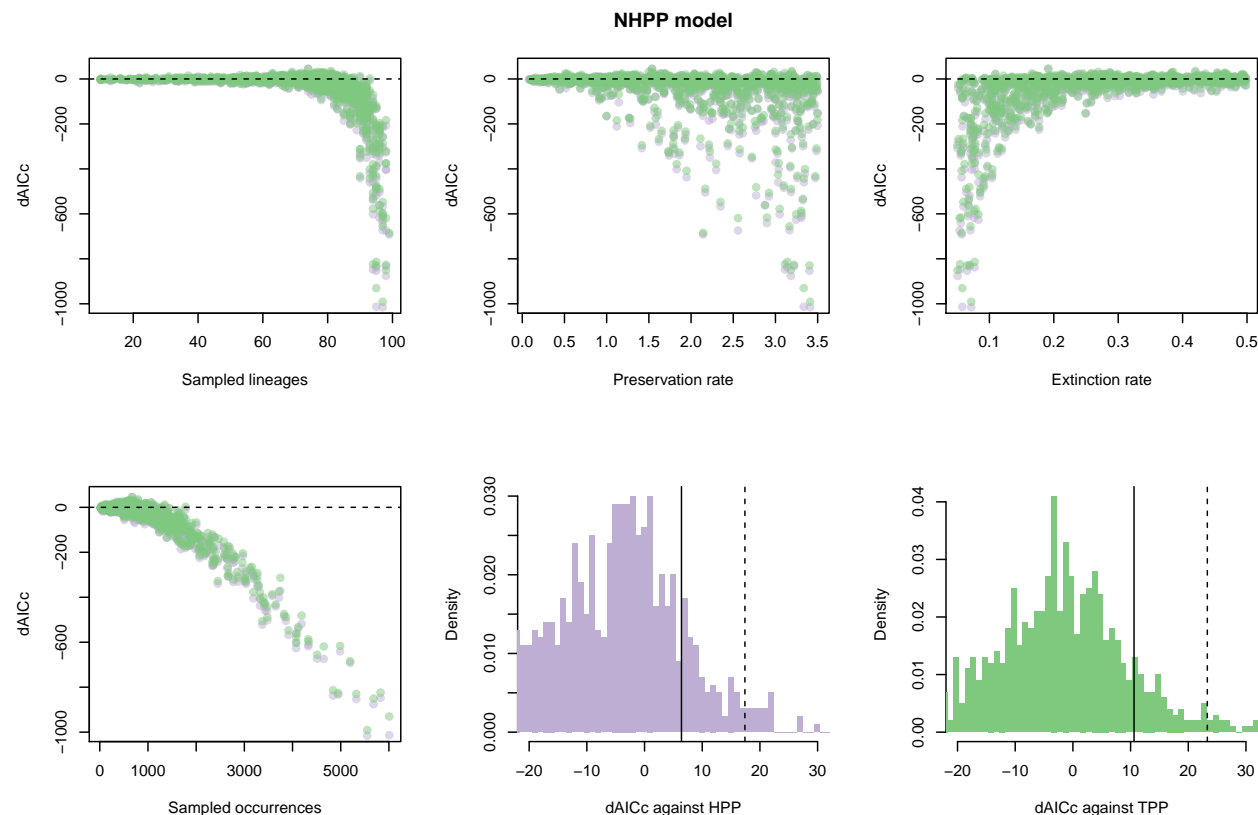 NHPP model
dAICc
0
−200
−600
−1000
20 40 60 80 100
Sampled lineages
dAICc
0
−200
−600
−1000
0.0 0.5 1.0 1.5 2.0 2.5 3.0 3.5
Preservation rate
dAICc
0
−200
−600
−1000
0.1 0.2 0.3 0.4 0.5
Extinction rate
dAICc
0
−200
−600
−1000
0 1000 3000 5000
Sampled occurrences
Density
0.030
0.020
0.010
0.000
−20 −10 0 10 20 30
dAICc against HPP
Density
0.04
0.03
0.02
0.01
0.00
−20 −10 0 10 20 30
dAICc against TPP